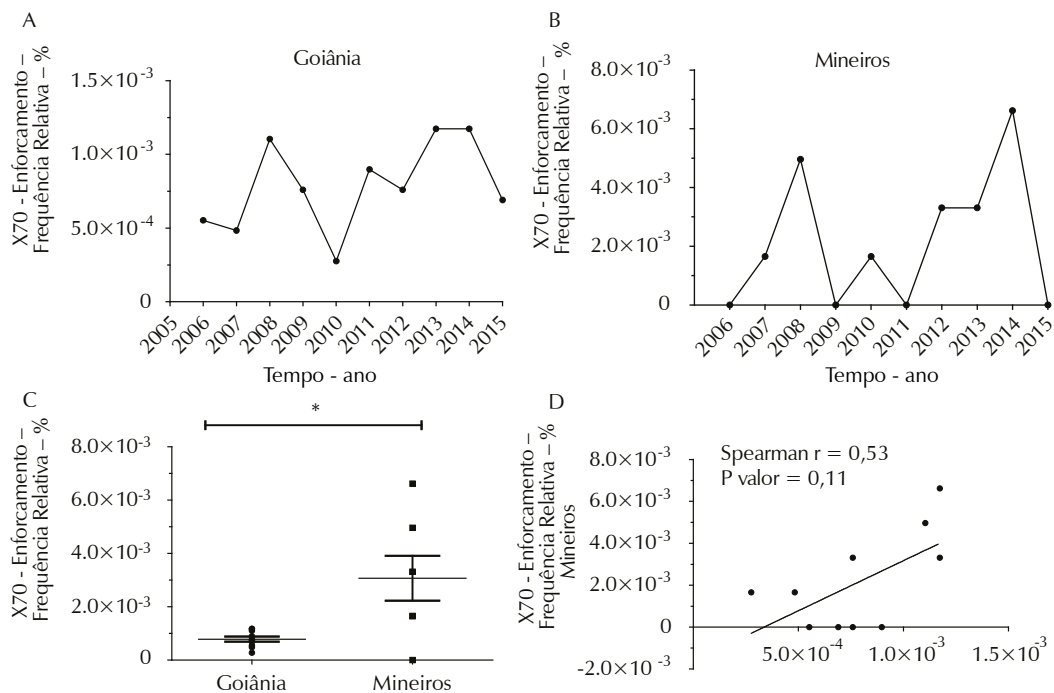 A
X70 - Enforcamento –
Frequência Relativa – %
Goiânia
1.5×10-3
1.0×10-3
5.0×10-4
0
2005
2006
2007
2008
2009
2010
2011
2012
2013
2014
2015
Tempo - ano
B
X70 - Enforcamento –
Frequência Relativa – %
Mineiros
8.0×10-3
6.0×10-3
4.0×10-3
2.0×10-3
0
2006
2007
2008
2009
2010
2011
2012
2013
2014
2015
Tempo - ano
C
X70 - Enforcamento –
Frequência Relativa – %
*
8.0×10-3
6.0×10-3
4.0×10-3
2.0×10-3
0
Goiânia
Mineiros
D
X70 - Enforcamento –
Frequência Relativa – %
Mineiros
Spearman r = 0,53
P valor = 0,11
8.0×10-3
6.0×10-3
4.0×10-3
2.0×10-3
0
-2.0×10-3
5.0×10-4
1.0×10-3
1.5×10-3